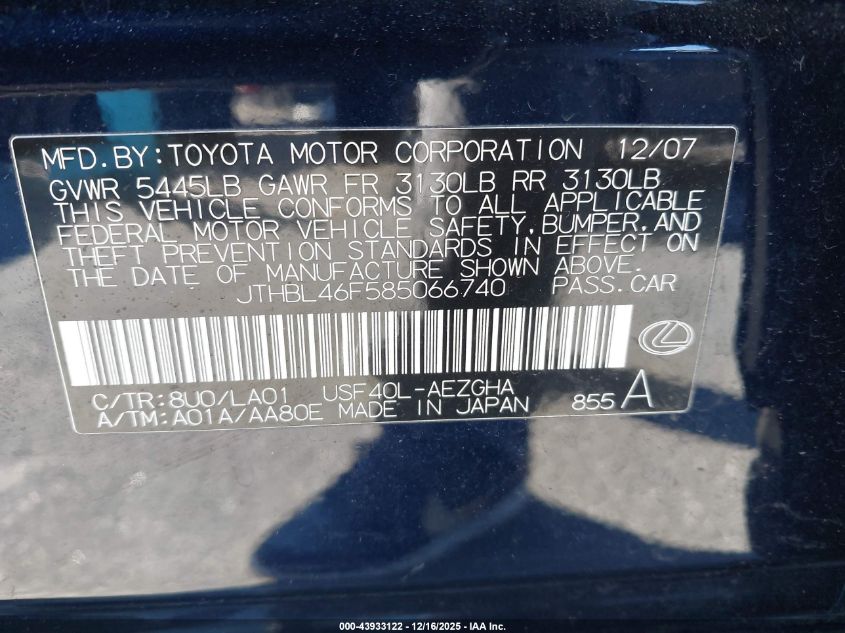 MFD.BY:TOYOTA MOTOR CORPORATION 12/07
GVWR 5445LB GAWR FR 3130LB RR 3130LB
THIS VEHICLE CONFORMS TO ALL APPLICABLE
FEDERAL MOTOR VEHICLE SAFETY, BUMPER, AND
THEFT PREVENTION STANDARDS IN EFFECT ON
THE DATE OF MANUFACTURE SHOWN ABOVE.
JTHBL46F585066740 PASS.CAR
C/TR:8U0/LA01 USF40L-AEZGHA
A/TM:A01A/AA80E MADE IN JAPAN 855 A
000-43933122 - 12/16/2025 - IAA Inc.